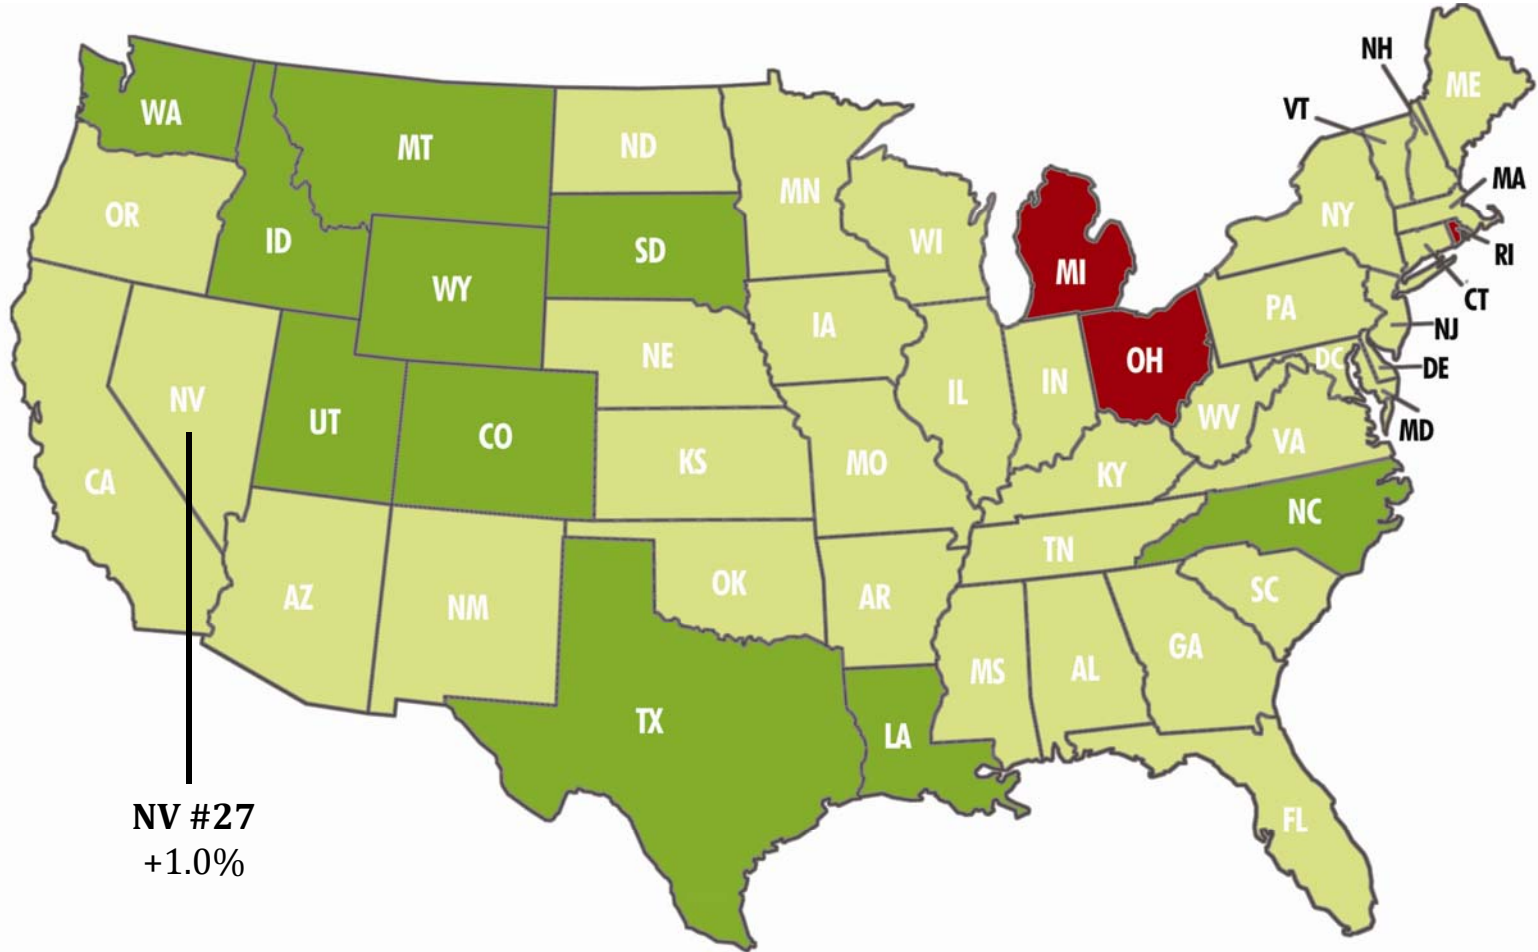 NH
ME
VT
WA
MT
ND
MN
MA
OR
NY
ID
SD
WI
RI
WY
MI
CT
PA
IA
NJ
NE
OH
DC
DE
NV
IL
IN
UT
CO
WV
MD
VA
CA
KS
MO
KY
NC
TN
AZ
NM
OK
AR
SC
GA
MS
AL
TX
LA
FL
NV #27
+1.0%